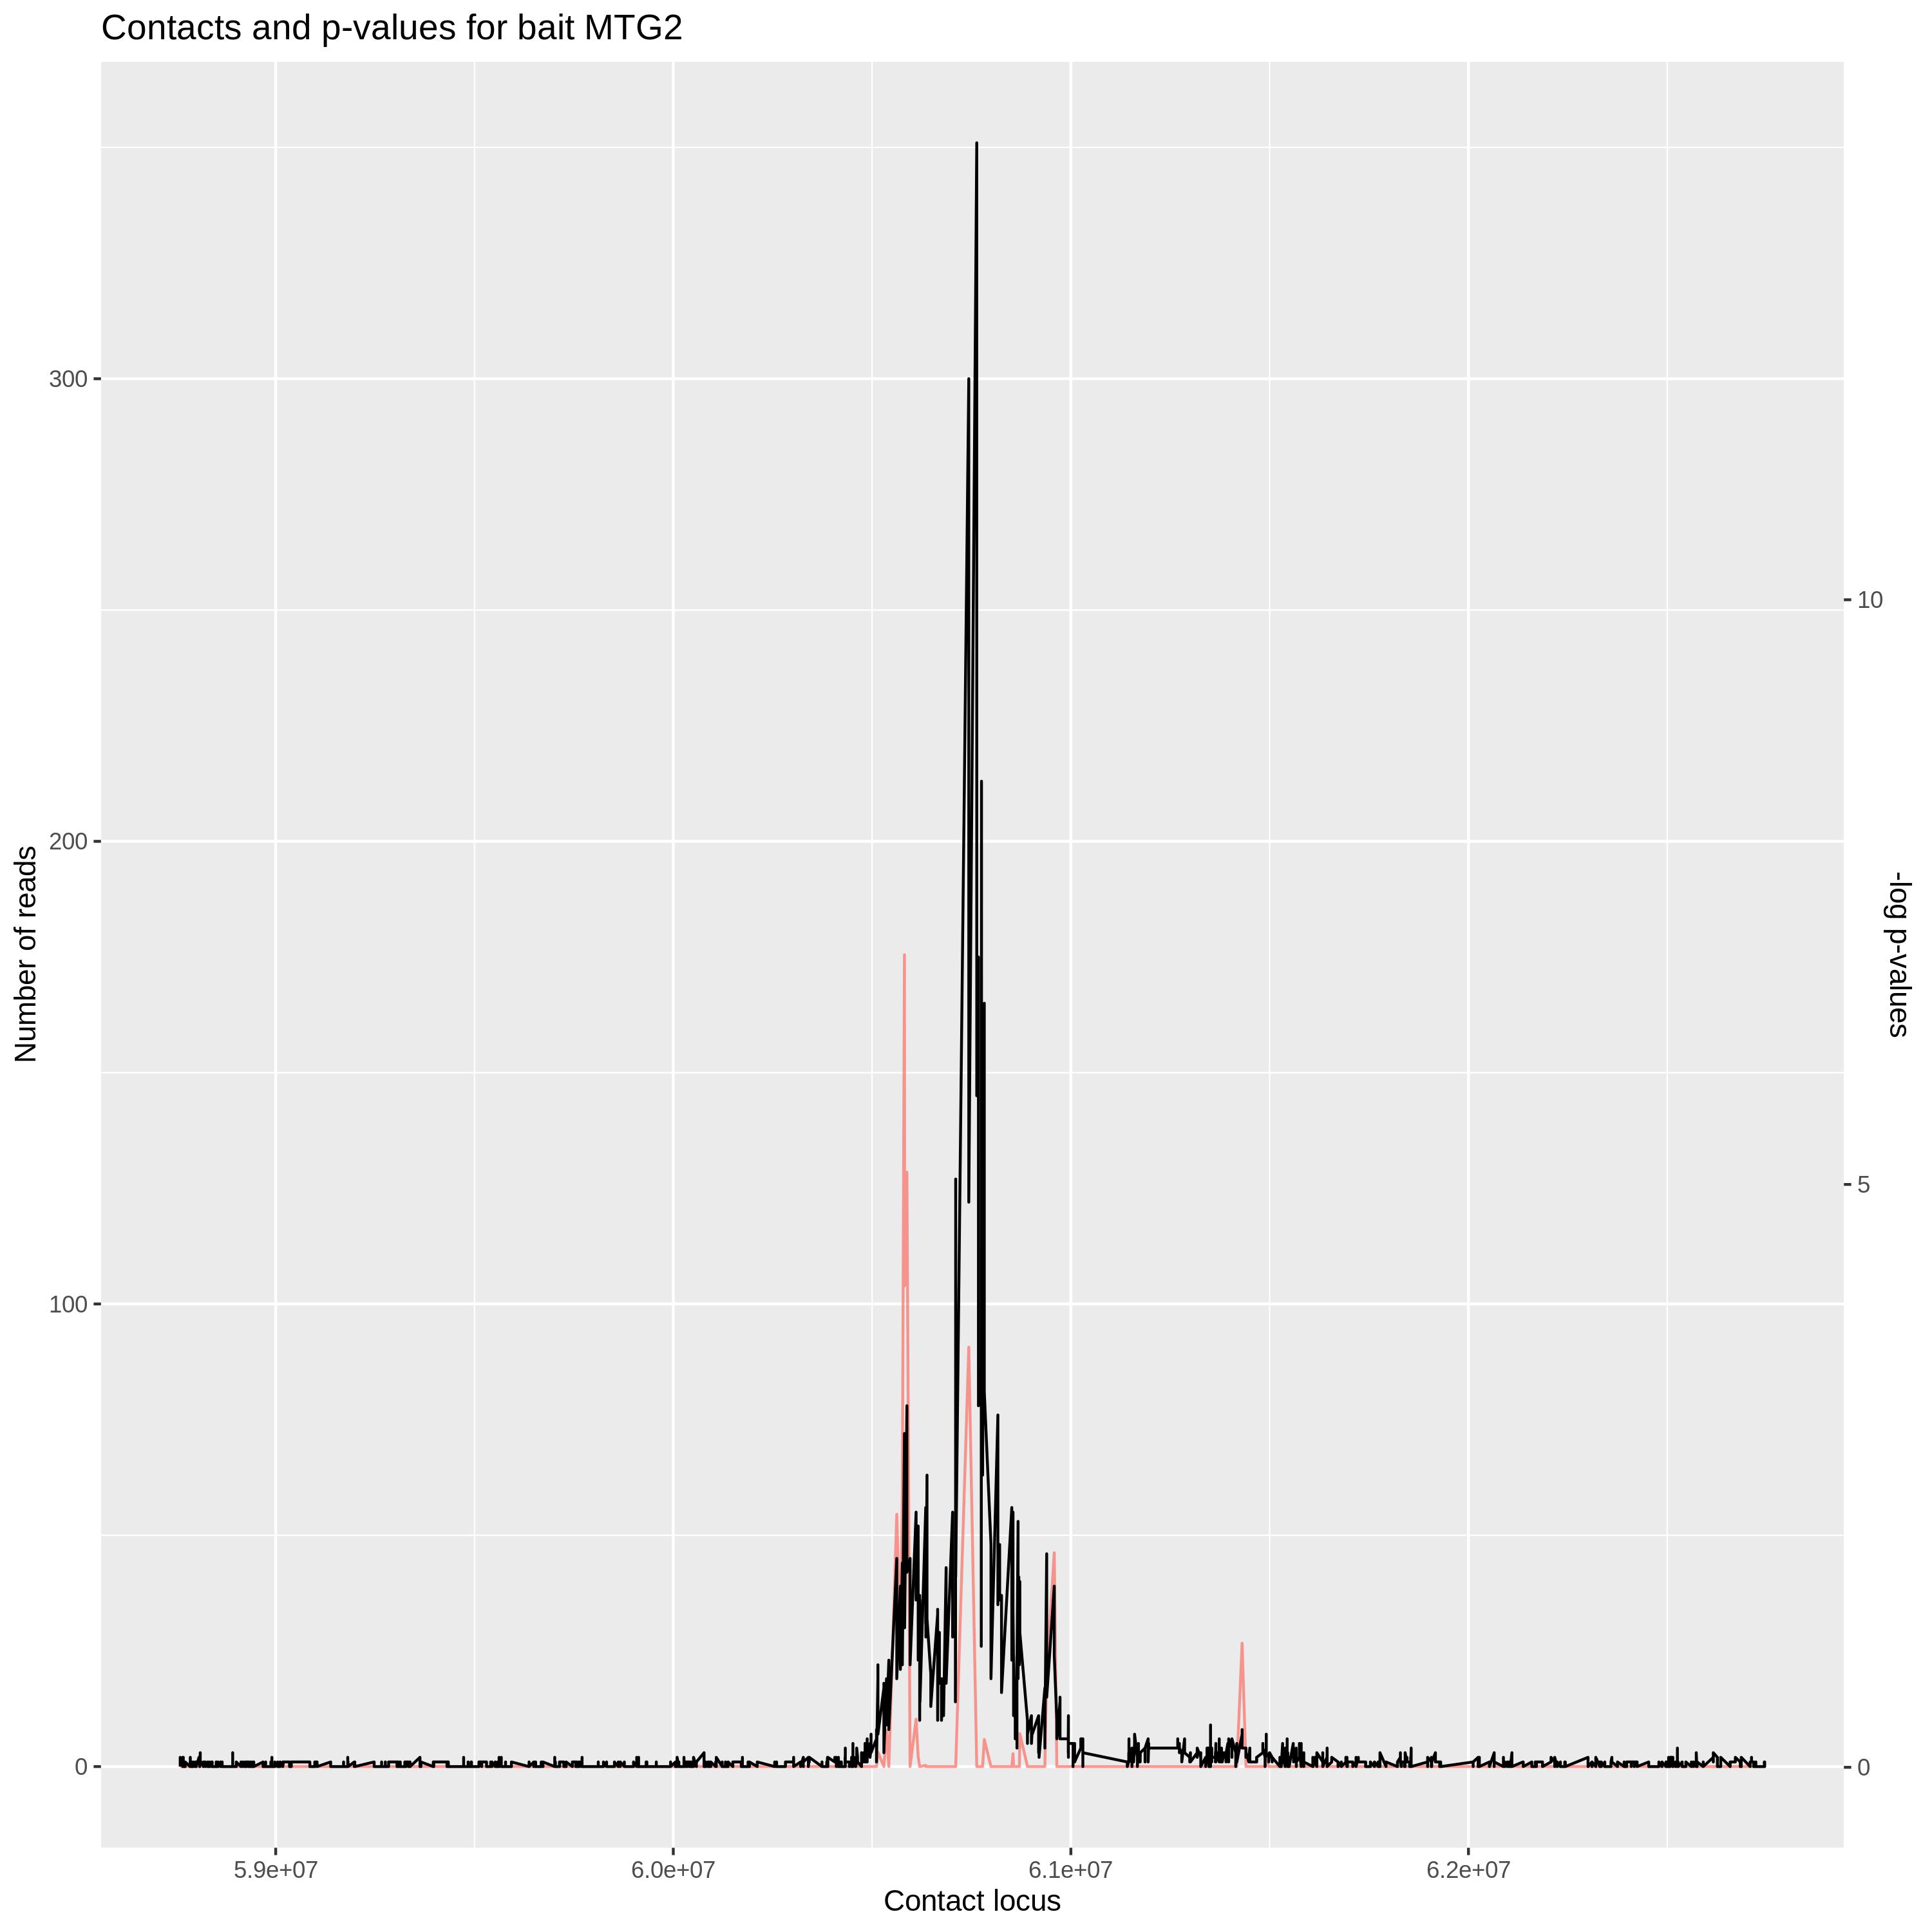 Contacts and p-values for bait MTG2
300
200
100
0
Number of reads
10
5
0
-log p-values
5.9e+07
6.0e+07
6.1e+07
6.2e+07
Contact locus